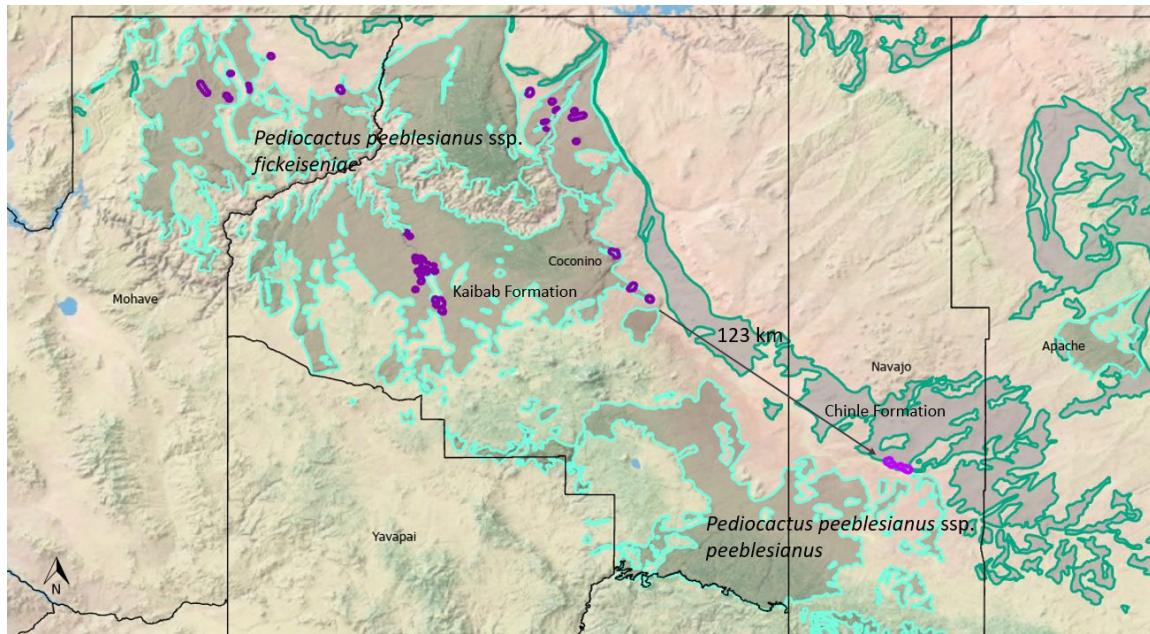 Pediocactus peeblesianus ssp.
fickeiseniae
Coconino
Kaibab Formation
Mohave
123 km
Navajo
Apache
Chinle Formation
Pediocactus peeblesianus ssp.
peeblesianus
Yavapai
N